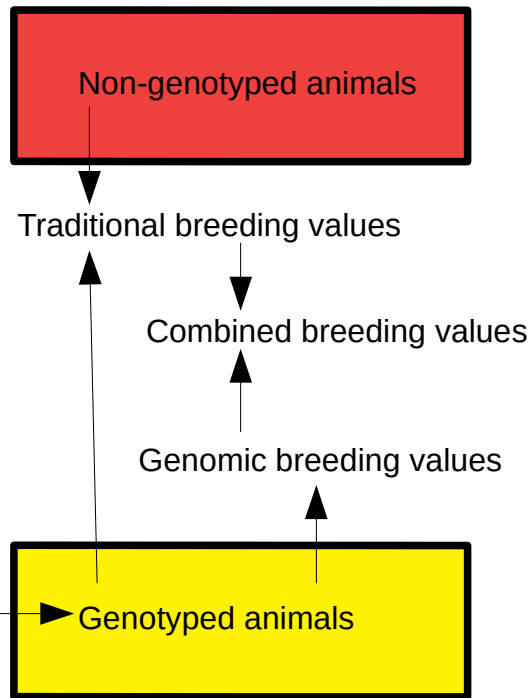 Non-genotyped animals
Traditional breeding values
Combined breeding values
Genomic breeding values
Genotyped animals